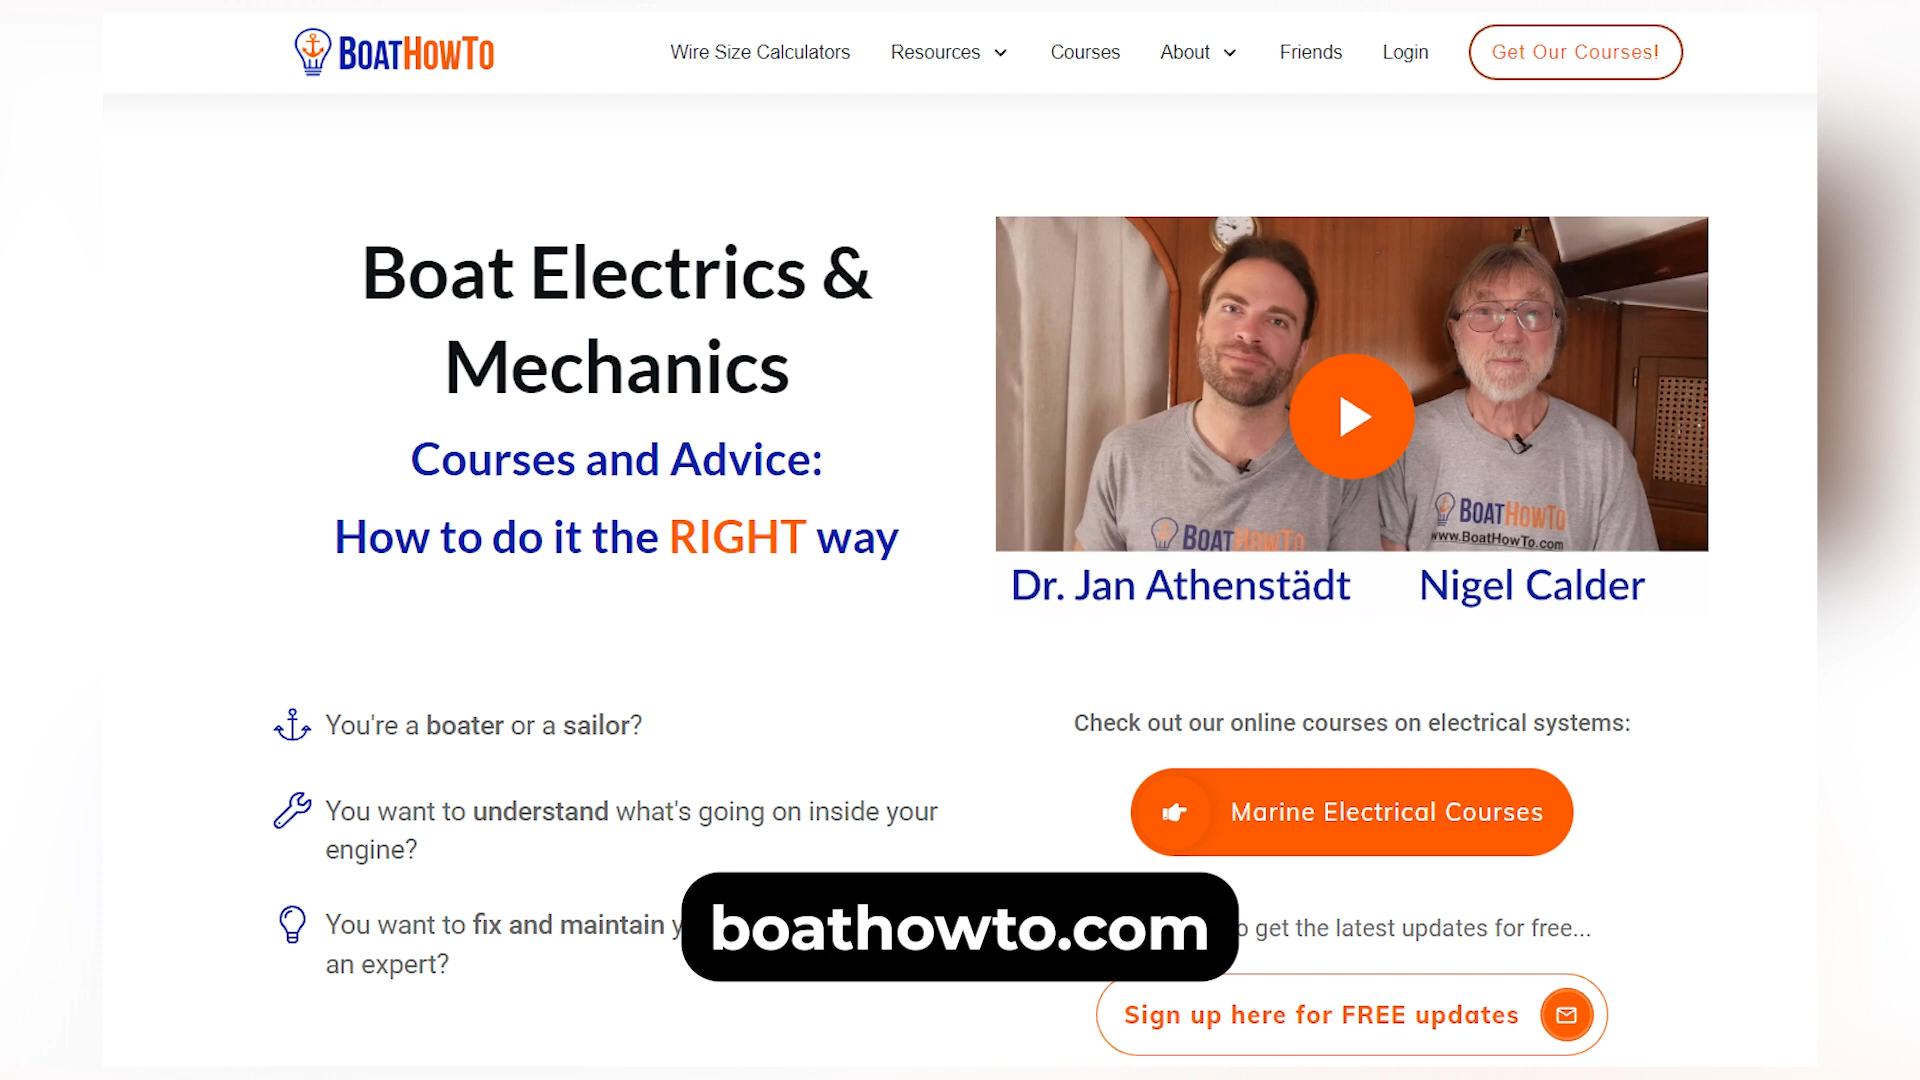 BOATHOWTO
Wire Size Calculators
Resources
Courses
About
Friends
Login
Get Our Courses!
Boat Electrics &
Mechanics
Courses and Advice:
How to do it the RIGHT way
BOATHOWTO
BOATHOWTO
www.BoatHowTo.com
Dr. Jan Athenstädt
Nigel Calder
You're a boater or a sailor?
You want to understand what's going on inside your
engine?
You want to fix and maintain
an expert?
Check out our online courses on electrical systems:
Marine Electrical Courses
get the latest updates for free...
Sign up here for FREE updates
boathowto.com